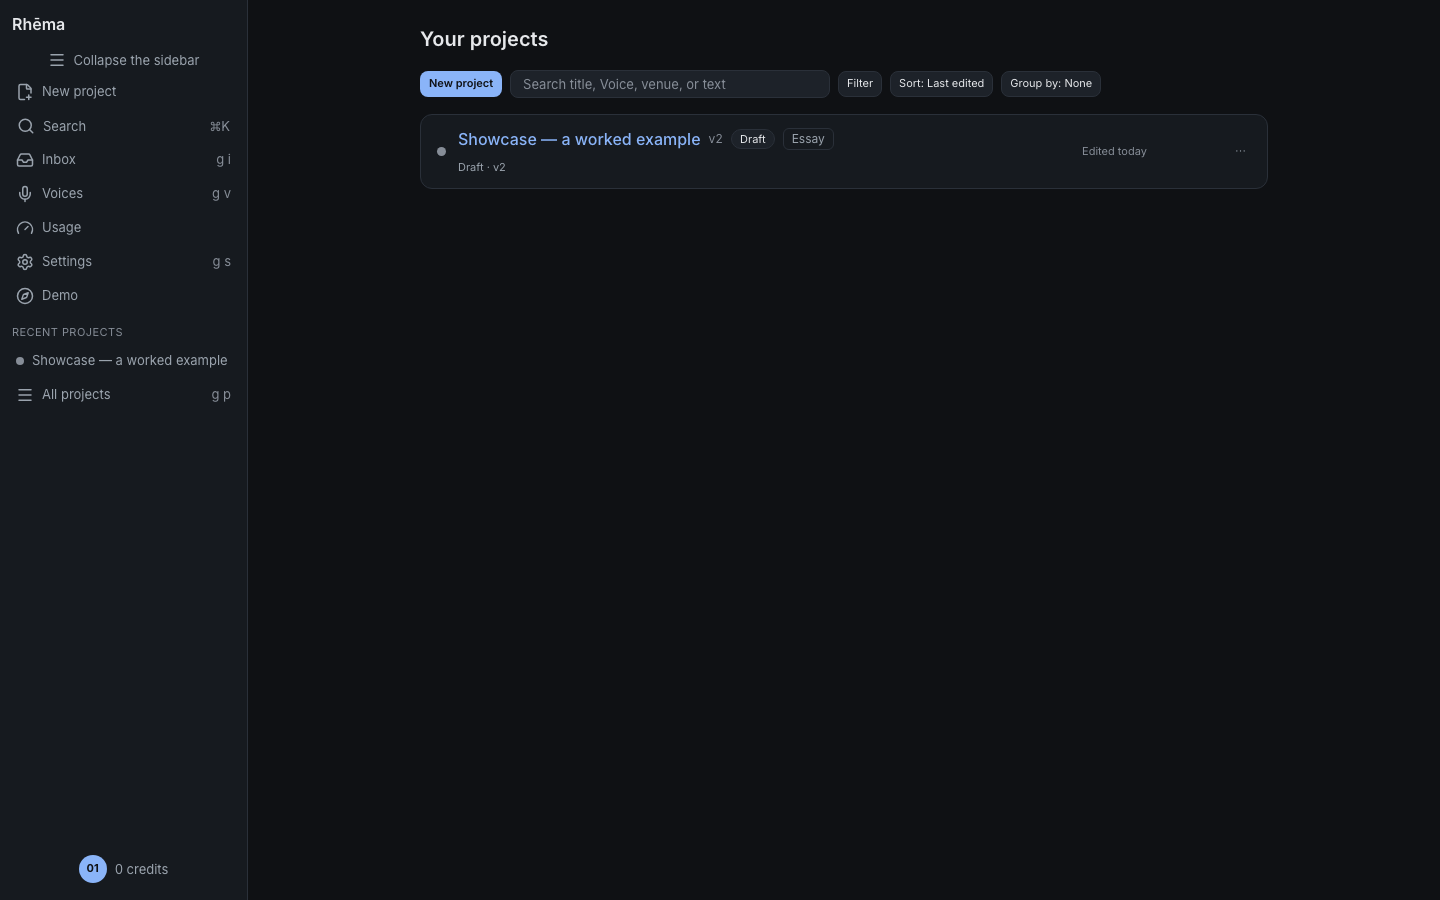 Rhēma
Collapse the sidebar
New project
Search ⌘K
Inbox g i
Voices g v
Usage
Settings g s
Demo
RECENT PROJECTS
Showcase — a worked example
All projects g p
01 0 credits
Your projects
New project Search title, Voice, venue, or text Filter Sort: Last edited Group by: None
Showcase — a worked example v2 Draft Essay
Draft · v2
Edited today ···